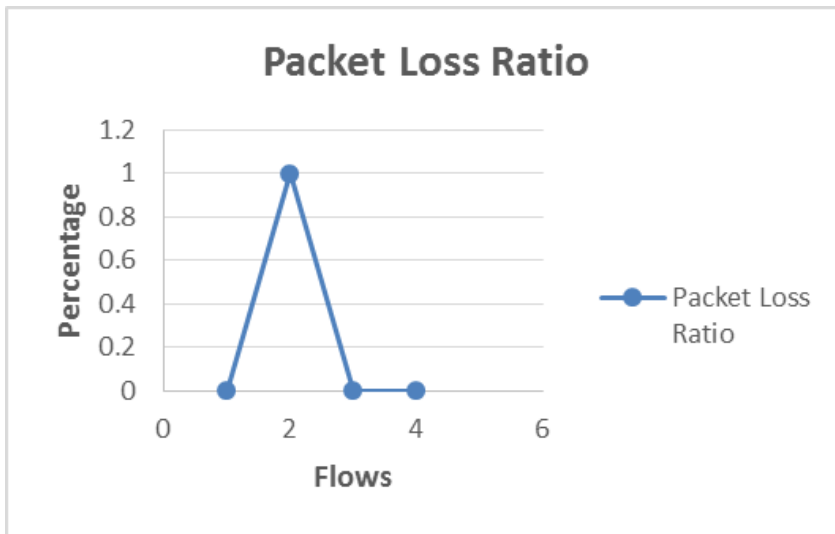 Packet Loss Ratio
1.2
1
0.8
0.6
0.4
0.2
0
0 2 4 6
Percentage
Flows
Packet Loss
Ratio